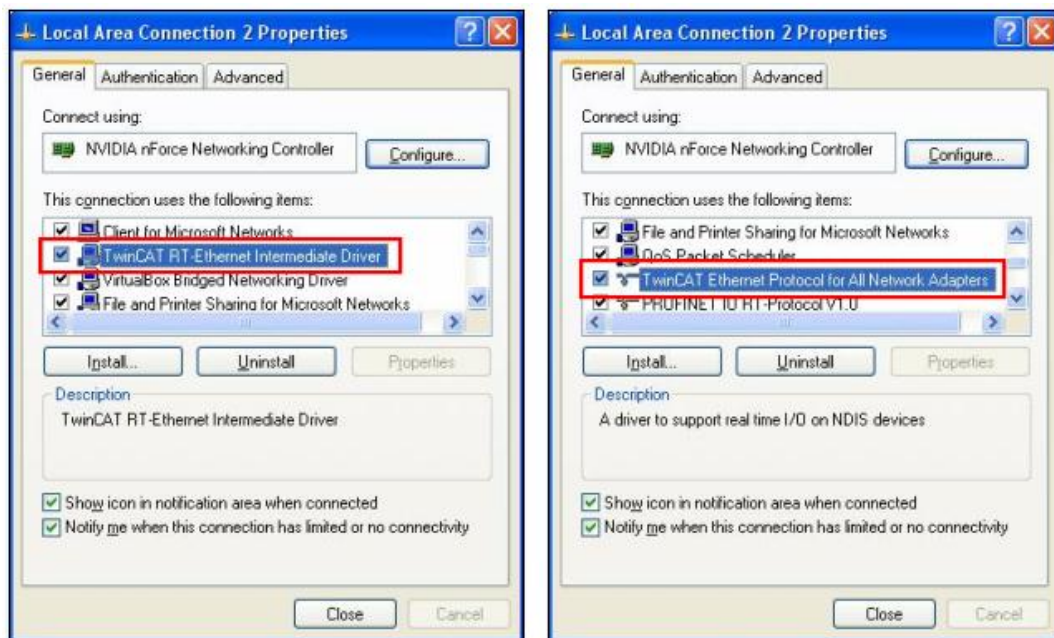 Local Area Connection 2 Properties
General Authentication Advanced
Connect using:
NVIDIA nForce Networking Controller Configure...
This connection uses the following items:
Client for Microsoft Networks
TwinCAT RT-Ethernet Intermediate Driver
VirtualBox Bridged Networking Driver
File and Printer Sharing for Microsoft Networks
Install... Uninstall Properties
Description
TwinCAT RT-Ethernet Intermediate Driver
Show icon in notification area when connected
Notify me when this connection has limited or no connectivity
Close Cancel
Local Area Connection 2 Properties
General Authentication Advanced
Connect using:
NVIDIA nForce Networking Controller Configure...
This connection uses the following items:
File and Printer Sharing for Microsoft Networks
QoS Packet Scheduler
TwinCAT Ethernet Protocol for All Network Adapters
PROFINET IO RT-Protocol V1.0
Install... Uninstall Properties
Description
A driver to support real time I/O on NDIS devices
Show icon in notification area when connected
Notify me when this connection has limited or no connectivity
Close Cancel